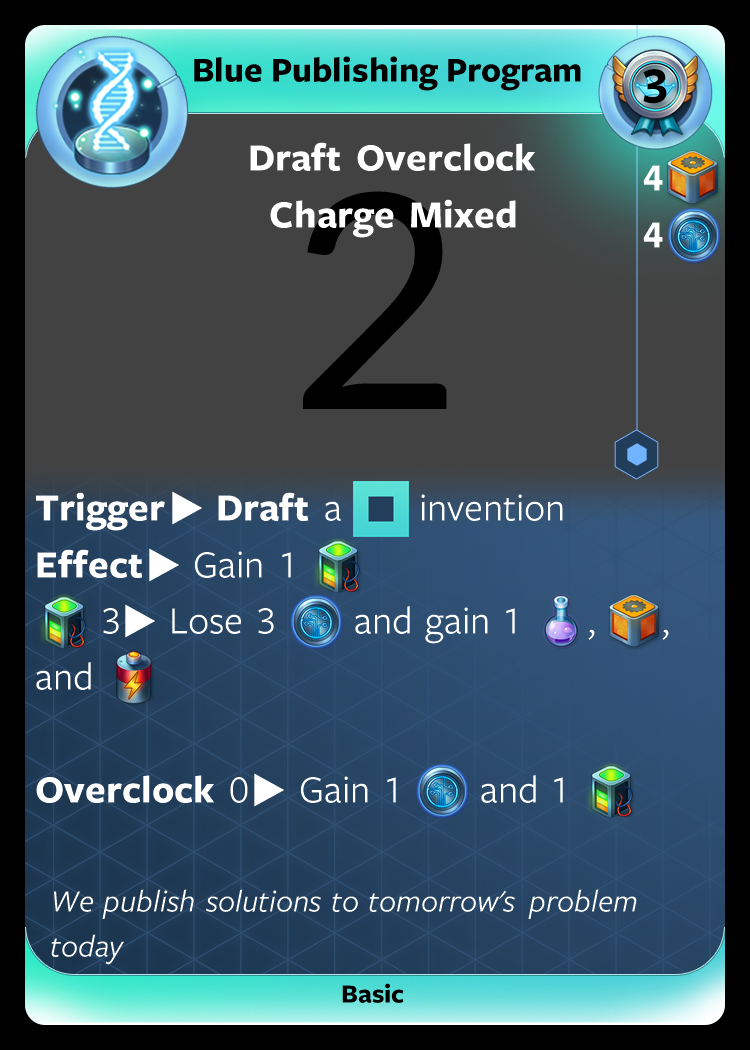 Blue Publishing Program
3
Draft Overclock
4
Charge Mixed
4
2
Trigger▶ Draft a invention
Effect▶ Gain 1
3▶ Lose 3 and gain 1 , ,
and
Overclock 0▶ Gain 1 and 1
We publish solutions to tomorrow's problem
today
Basic